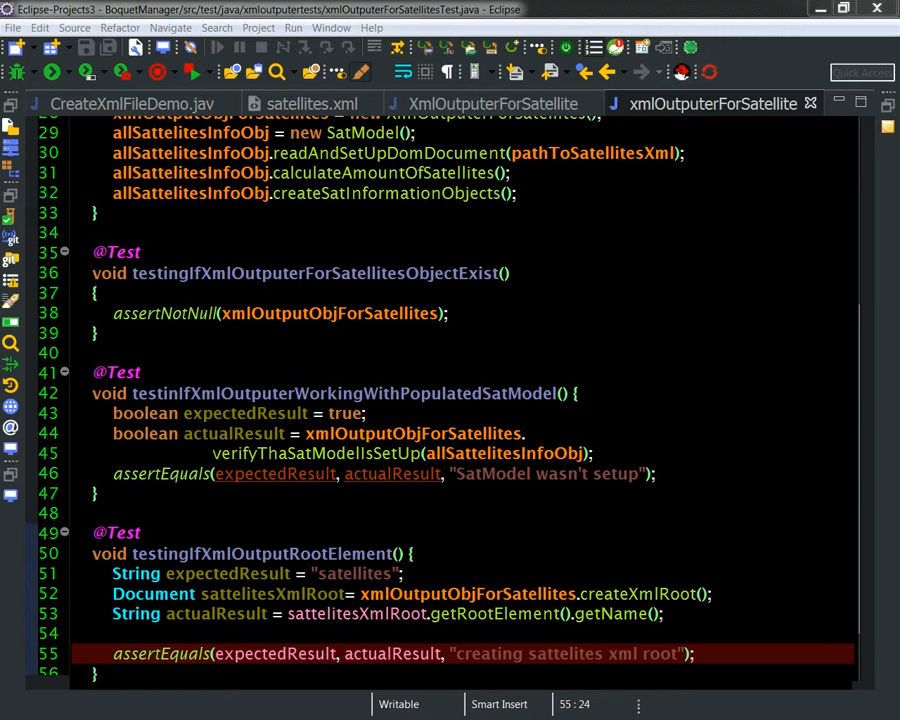 Eclipse-Projects3 - BoquetManager/src/test/java/xmloutputertests/xmlOutputerForSatellitesTest.java - Eclipse
File Edit Source Refactor Navigate Search Project Run Window Help
Quick Access
CreateXmlFileDemo.jav satellites.xml XmlOutputerForSatellite xmlOutputerForSatellite
29 allSattelitesInfoObj = new SatModel();
30 allSattelitesInfoObj.readAndSetUpDomDocument(pathToSatellitesXml);
31 allSattelitesInfoObj.calculateAmountOfSatellites();
32 allSattelitesInfoObj.createSatInformationObjects();
33 }
34
35 @Test
36 void testingIfXmlOutputerForSatellitesObjectExist()
37 {
38 assertNotNull(xmlOutputObjForSatellites);
39 }
40
41 @Test
42 void testinIfXmlOutputerWorkingWithPopulatedSatModel() {
43 boolean expectedResult = true;
44 boolean actualResult = xmlOutputObjForSatellites.
45 verifyThaSatModelIsSetUp(allSattelitesInfoObj);
46 assertEquals(expectedResult, actualResult, "SatModel wasn't setup");
47 }
48
49 @Test
50 void testingIfXmlOutputRootElement() {
51 String expectedResult = "satellites";
52 Document sattelitesXmlRoot= xmlOutputObjForSatellites.createXmlRoot();
53 String actualResult = sattelitesXmlRoot.getRootElement().getName();
54
55 assertEquals(expectedResult, actualResult, "creating sattelites xml root");
56 }
Writable Smart Insert 55 : 24